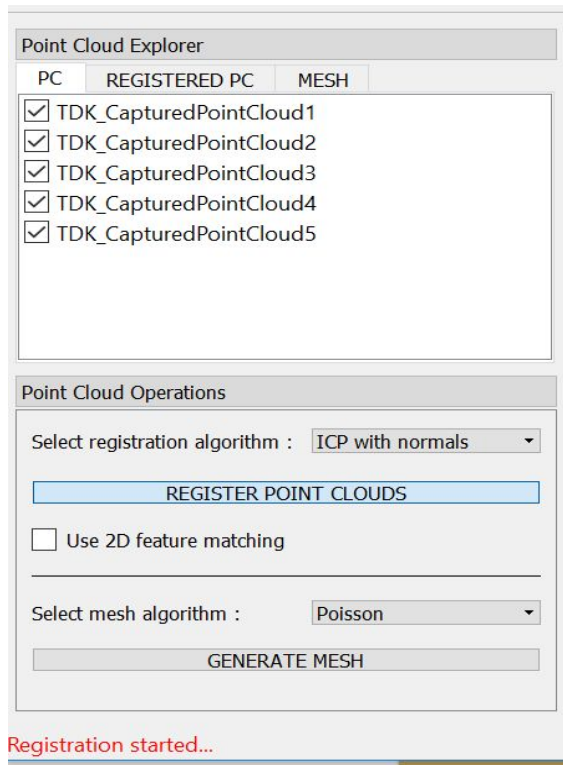 Point Cloud Explorer
PC REGISTERED PC MESH
TDK_CapturedPointCloud1
TDK_CapturedPointCloud2
TDK_CapturedPointCloud3
TDK_CapturedPointCloud4
TDK_CapturedPointCloud5
Point Cloud Operations
Select registration algorithm : ICP with normals
REGISTER POINT CLOUDS
Use 2D feature matching
Select mesh algorithm : Poisson
GENERATE MESH
Registration started...